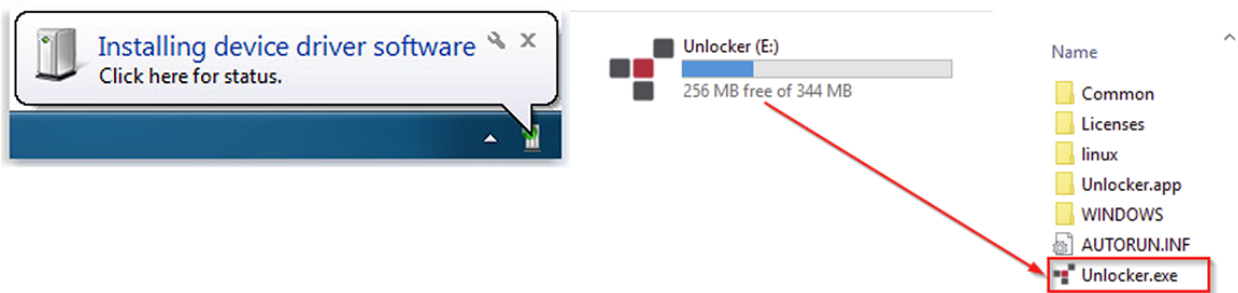 Installing device driver software
Click here for status.
Unlocker (E:)
256 MB free of 344 MB
Name
Common
Licenses
linux
Unlocker.app
WINDOWS
AUTORUN.INF
Unlocker.exe